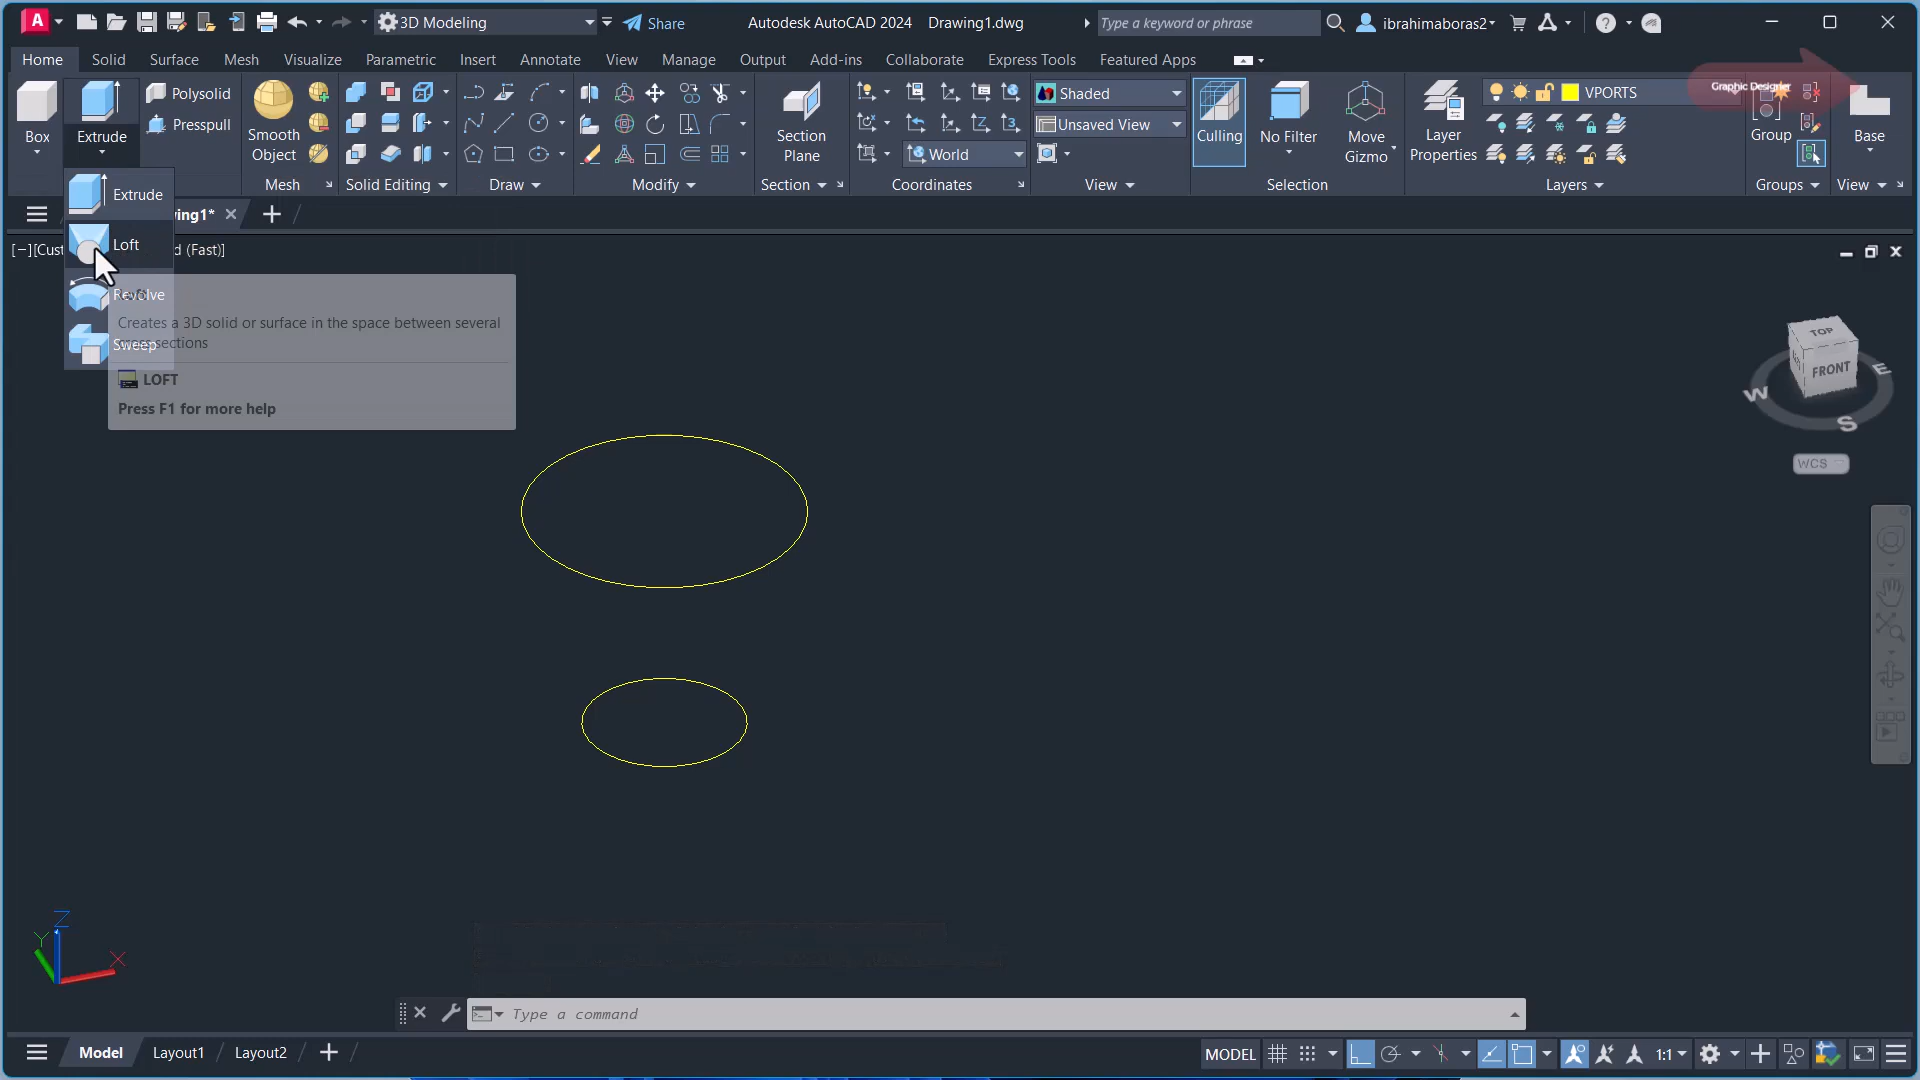 A
3D Modeling
Share
Autodesk AutoCAD 2024 Drawing1.dwg
Type a keyword or phrase
ibrahimaboras2
Home Solid Surface Mesh Visualize Parametric Insert Annotate View Manage Output Add-ins Collaborate Express Tools Featured Apps
Box
Extrude
Polysolid
Presspull
Smooth
Object
Mesh
Solid Editing
Draw
Modify
Section
Plane
Section
World
Coordinates
Shaded
Unsaved View
View
Culling
No Filter
Move
Gizmo
Selection
Layer
Properties
VPORTS
Layers
Graphic Designer
Group
Groups
Base
View
Extrude
Loft
Revolve
Sweep
wing1*
[−][Cust
d (Fast)]
Creates a 3D solid or surface in the space between several
sections
LOFT
Press F1 for more help
TOP
FRONT
W
E
S
WCS
Z
Y
X
Type a command
Model Layout1 Layout2
MODEL
1:1